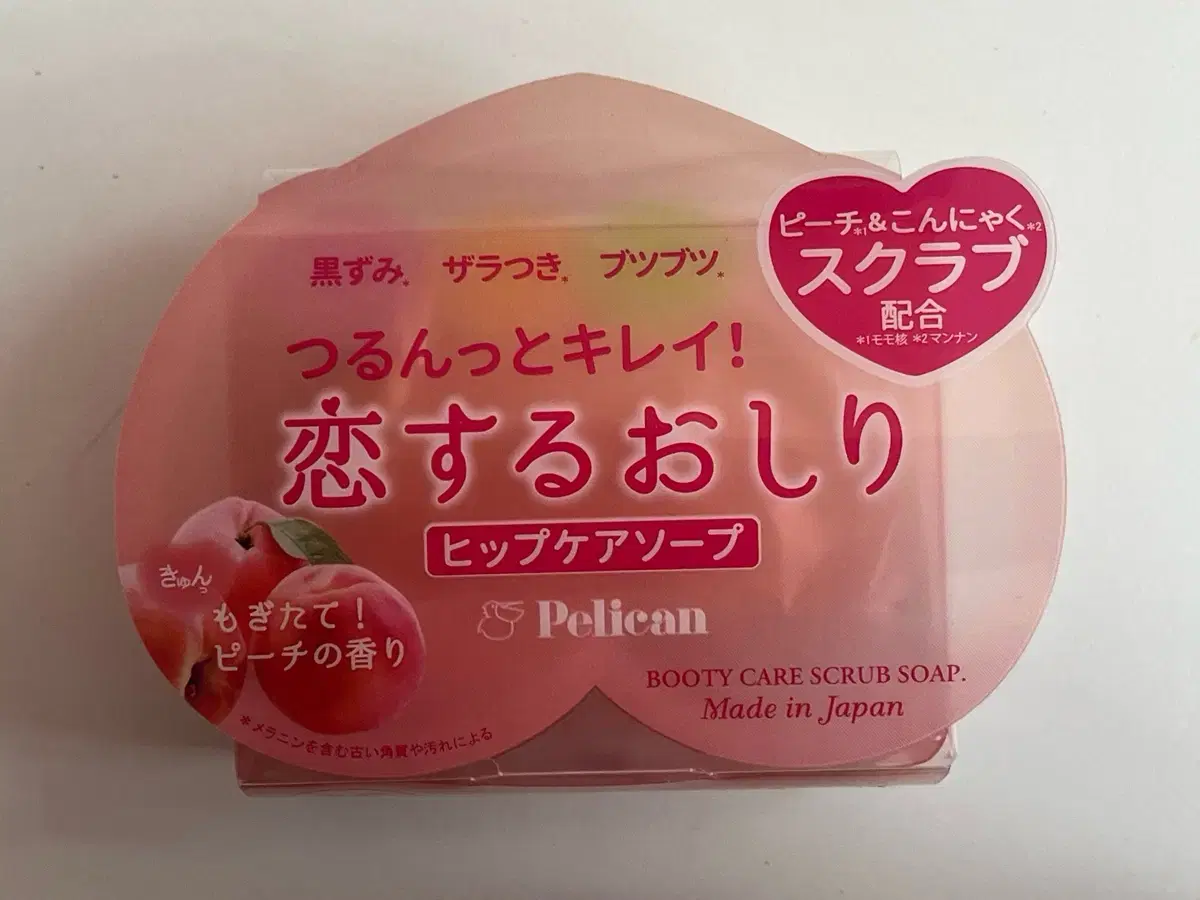 ピーチ*1&こんにゃく*2
スクラブ
配合
*1モモ核 *2マンナン
黒ずみ* ザラつき* ブツブツ*
つるんっとキレイ!
恋するおしり
ヒップケアソープ
Pelican
きゅんっ
もぎたて!
ピーチの香り
BOOTY CARE SCRUB SOAP.
Made in Japan
*メラニンを含む古い角質や汚れによる